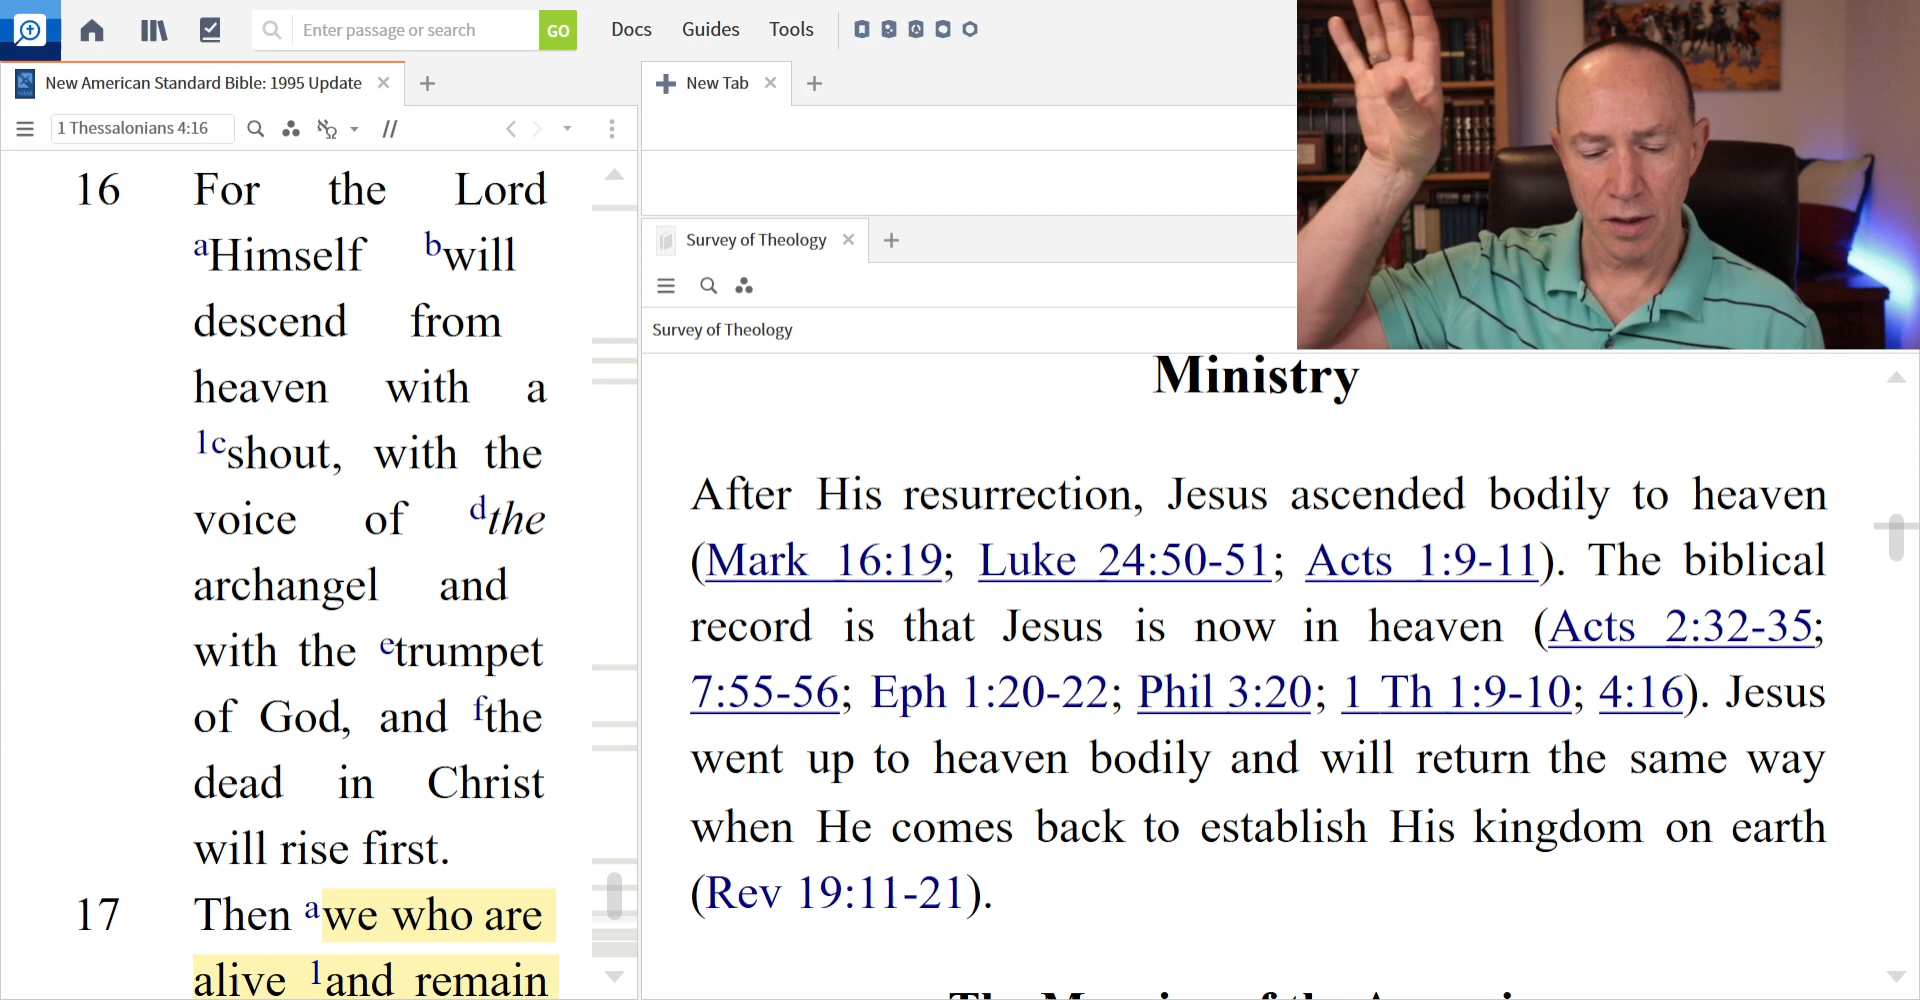 Enter passage or search
GO
Docs
Guides
Tools
New American Standard Bible: 1995 Update
New Tab
1 Thessalonians 4:16
16 For the Lord
aHimself bwill
descend from
heaven with a
1cshout, with the
voice of dthe
archangel and
with the etrumpet
of God, and fthe
dead in Christ
will rise first.
17 Then awe who are
alive 1and remain
Survey of Theology
Survey of Theology
Ministry
After His resurrection, Jesus ascended bodily to heaven
(Mark 16:19; Luke 24:50-51; Acts 1:9-11). The biblical
record is that Jesus is now in heaven (Acts 2:32-35;
7:55-56; Eph 1:20-22; Phil 3:20; 1 Th 1:9-10; 4:16). Jesus
went up to heaven bodily and will return the same way
when He comes back to establish His kingdom on earth
(Rev 19:11-21).